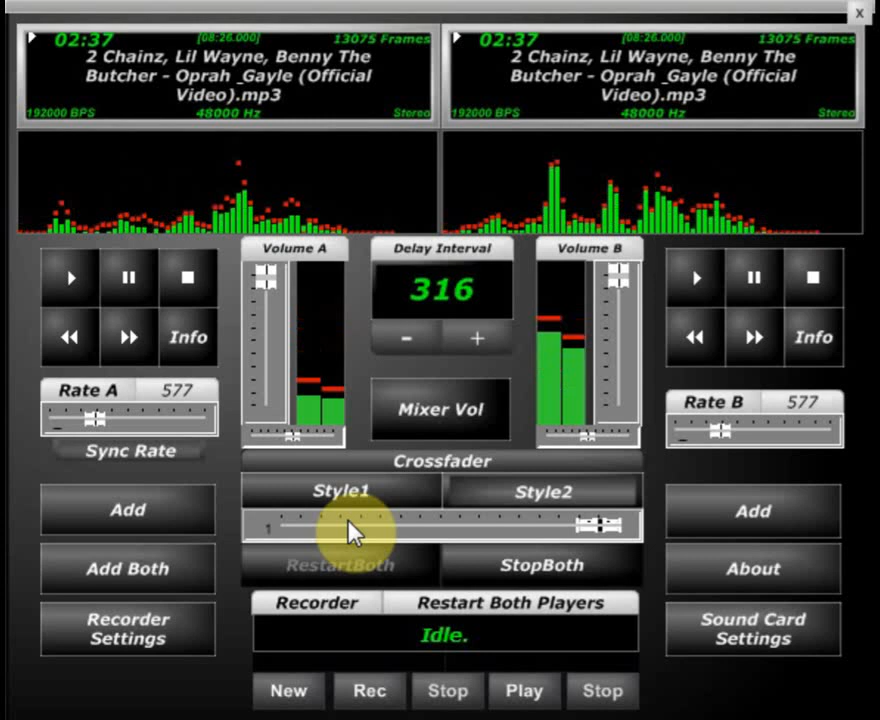 x
02:37 [08:26.000] 13075 Frames
2 Chainz, Lil Wayne, Benny The
Butcher - Oprah _Gayle (Official
Video).mp3
192000 BPS 48000 Hz Stereo
02:37 [08:26.000] 13075 Frames
2 Chainz, Lil Wayne, Benny The
Butcher - Oprah _Gayle (Official
Video).mp3
192000 BPS 48000 Hz Stereo
Volume A
Delay Interval
Volume B
316
- +
Info
Info
Rate A 577
Mixer Vol
Rate B 577
Sync Rate
Crossfader
Style1
Style2
1
Add
Add
RestartBoth
StopBoth
Add Both
About
Recorder
Settings
Recorder
Restart Both Players
Idle.
Sound Card
Settings
New
Rec
Stop
Play
Stop